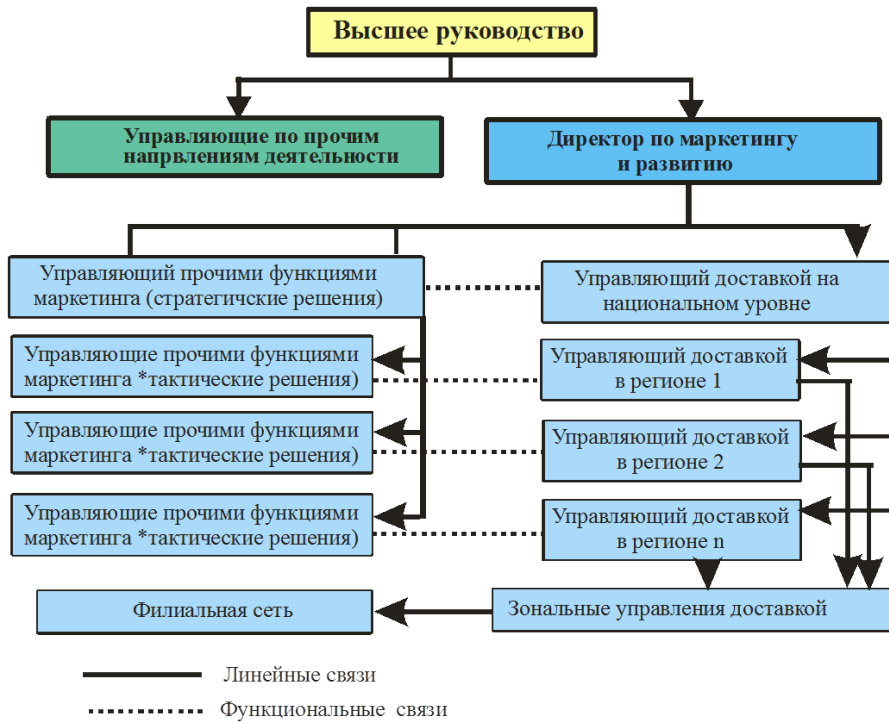 Высшее руководство
Управляющие по прочим
напрвлениям деятельности
Директор по маркетингу
и развитию
Управляющий прочими функциями
маркетинга (стратегичские решения)
Управляющий доставкой на
национальном уровне
Управляющие прочими функциями
маркетинга *тактические решения)
Управляющий доставкой
в регионе 1
Управляющие прочими функциями
маркетинга *тактические решения)
Управляющий доставкой
в регионе 2
Управляющие прочими функциями
маркетинга *тактические решения)
Управляющий доставкой
в регионе n
Филиальная сеть
Зональные управления доставкой
Линейные связи
Функциональные связи